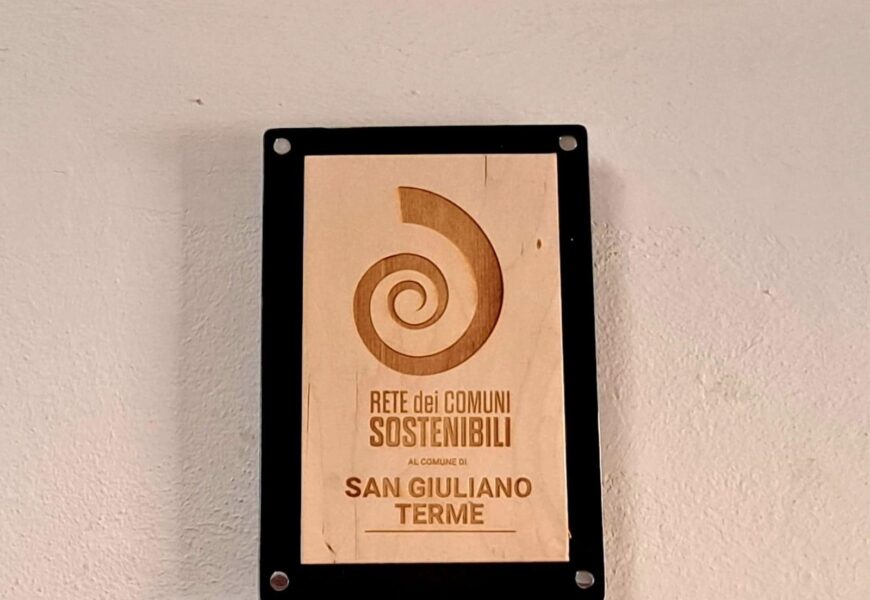 RETE dei COMUNI
SOSTENIBILI
AL COMUNE DI
SAN GIULIANO
TERME